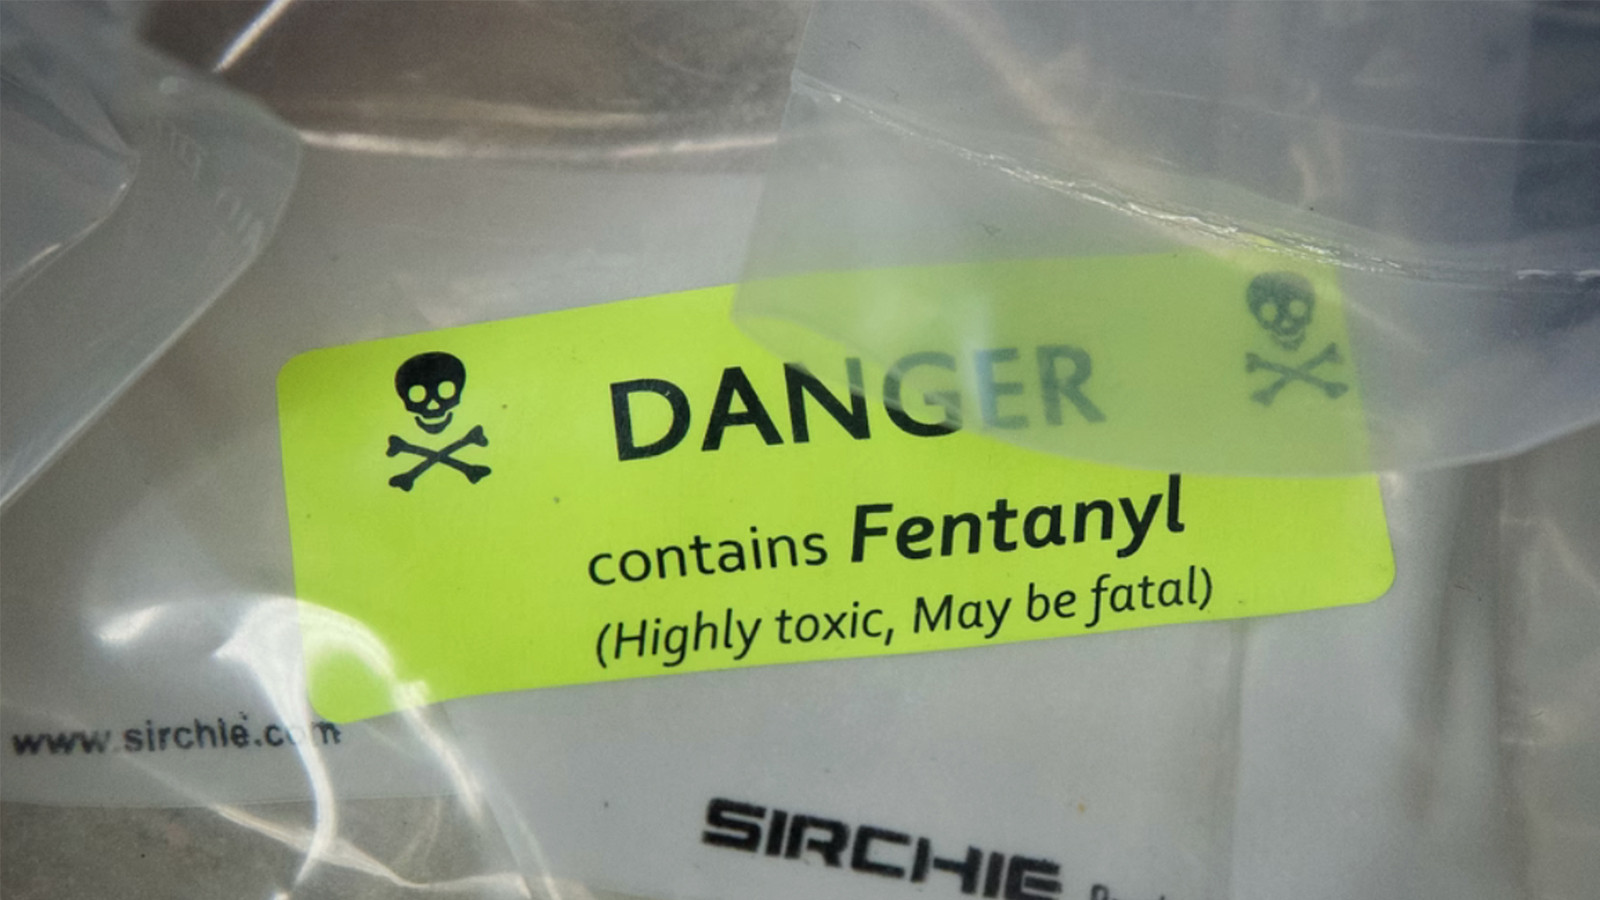 DANGER
contains Fentanyl
(Highly toxic, May be fatal)
www.sirchie.com
SIRCHIE